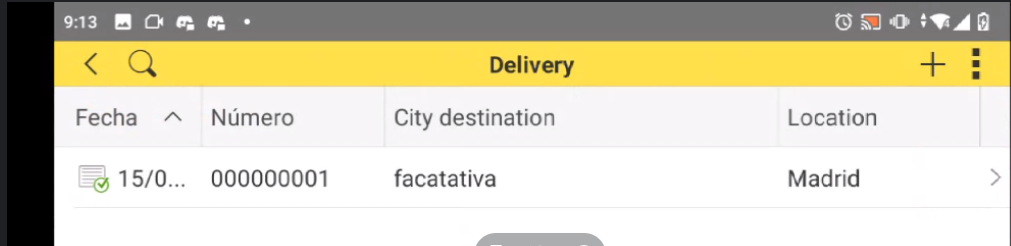 9:13
Delivery
Fecha Número City destination Location
15/0... 000000001 facatativa Madrid